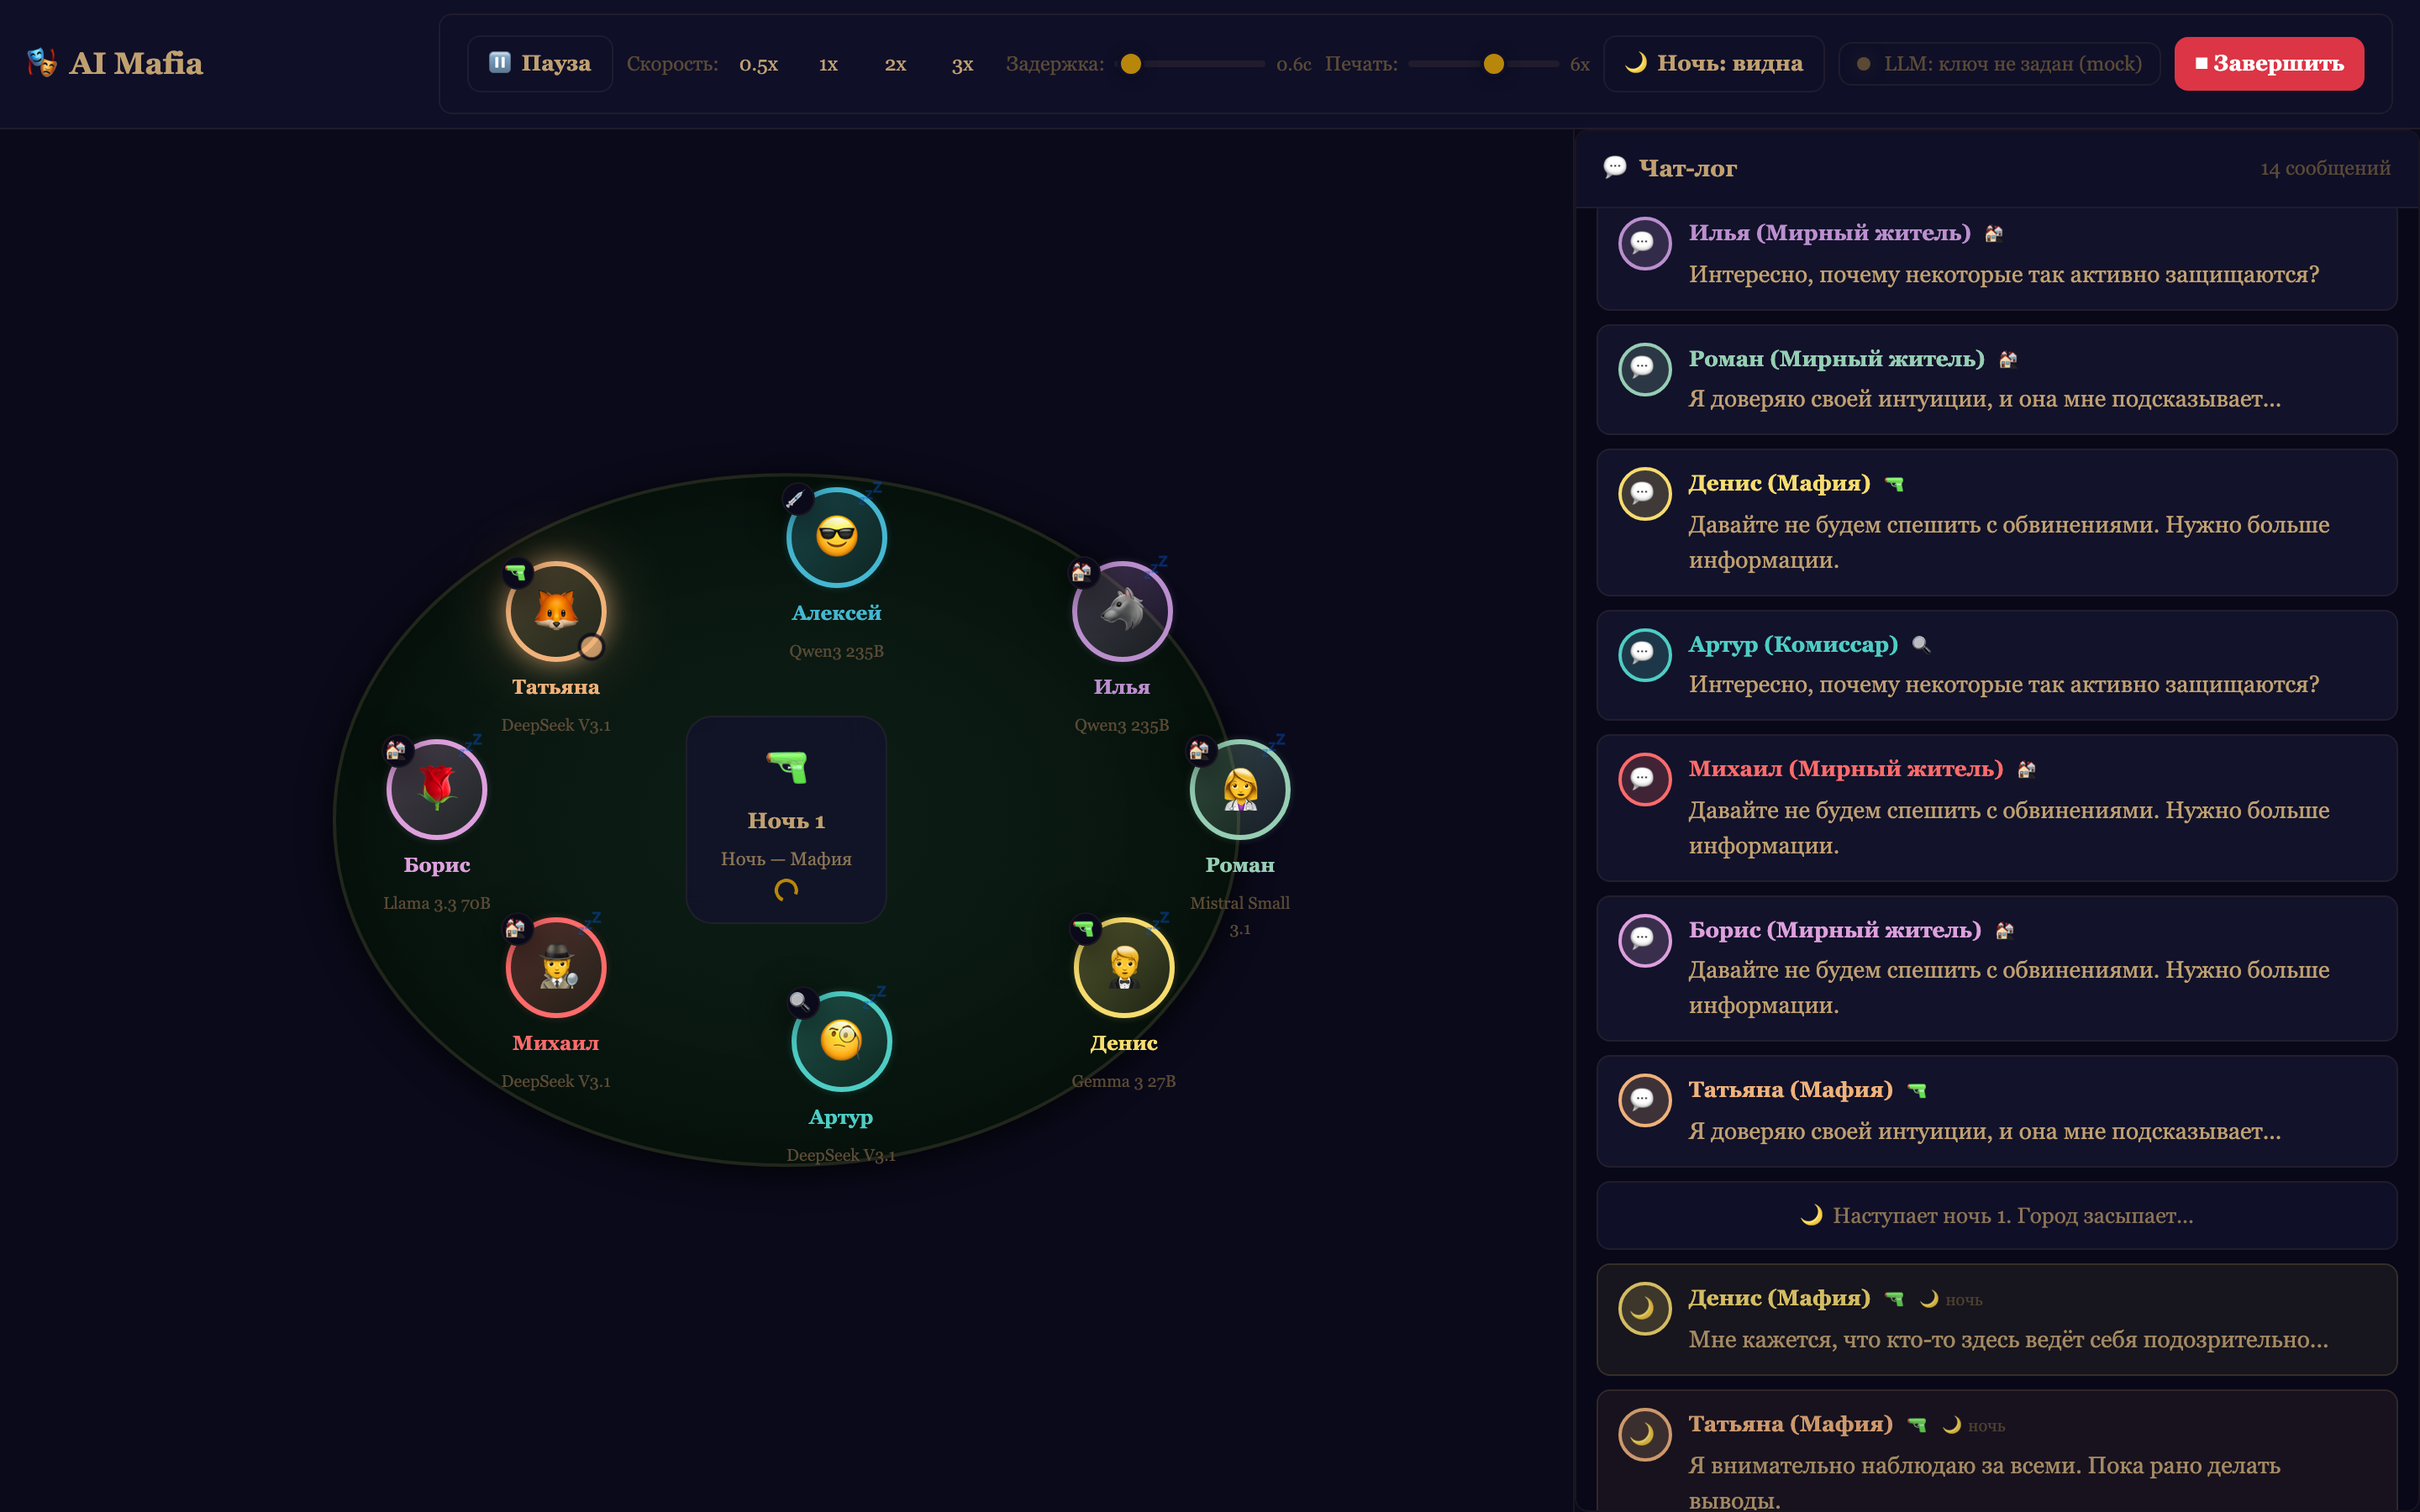 AI Mafia
Пауза
Скорость:
0.5x
1x
2x
3x
Задержка:
0.6с
Печать:
6x
Ночь: видна
LLM: ключ не задан (mock)
Завершить
Алексей
Qwen3 235B
Татьяна
DeepSeek V3.1
Илья
Qwen3 235B
Борис
Llama 3.3 70B
Ночь 1
Ночь — Мафия
Роман
Mistral Small
3.1
Михаил
DeepSeek V3.1
Денис
Gemma 3 27B
Артур
DeepSeek V3.1
Чат-лог
14 сообщений
Илья (Мирный житель)
Интересно, почему некоторые так активно защищаются?
Роман (Мирный житель)
Я доверяю своей интуиции, и она мне подсказывает...
Денис (Мафия)
Давайте не будем спешить с обвинениями. Нужно больше
информации.
Артур (Комиссар)
Интересно, почему некоторые так активно защищаются?
Михаил (Мирный житель)
Давайте не будем спешить с обвинениями. Нужно больше
информации.
Борис (Мирный житель)
Давайте не будем спешить с обвинениями. Нужно больше
информации.
Татьяна (Мафия)
Я доверяю своей интуиции, и она мне подсказывает...
Наступает ночь 1. Город засыпает...
Денис (Мафия) ночь
Мне кажется, что кто-то здесь ведёт себя подозрительно...
Татьяна (Мафия) ночь
Я внимательно наблюдаю за всеми. Пока рано делать
выводы.